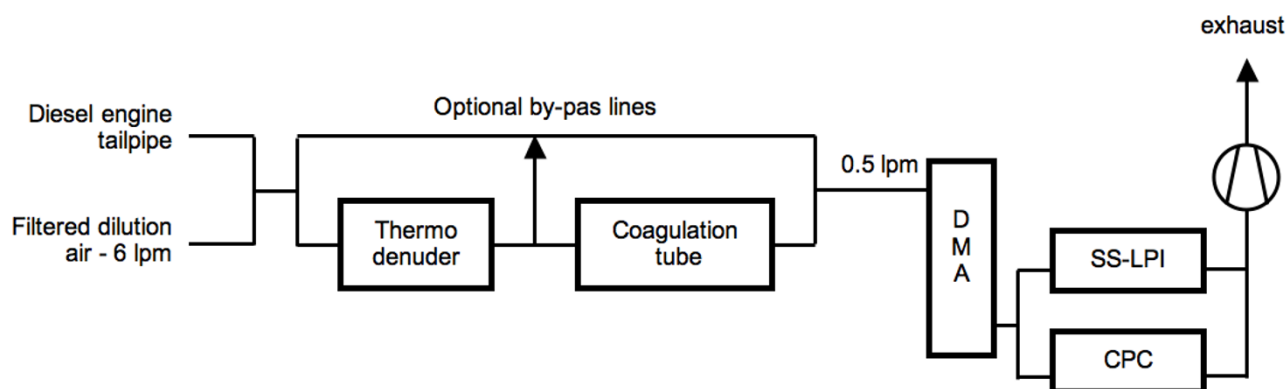 exhaust
Optional by-pas lines
Diesel engine
tailpipe
0.5 lpm
Filtered dilution
air - 6 lpm
Thermo
denuder
Coagulation
tube
D
M
A
SS-LPI
CPC